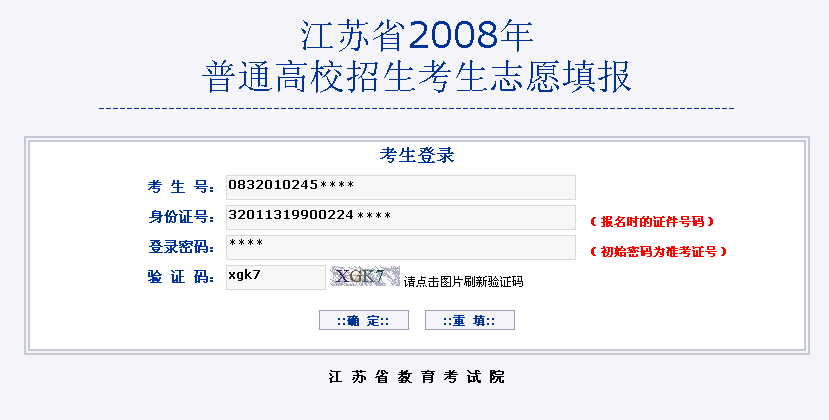 江苏省2008年
普通高校招生考生志愿填报
考生登录
考 生 号: 0832010245****
身份证号: 32011319900224**** （报名时的证件号码）
登录密码: **** （初始密码为准考证号）
验 证 码: xgk7 XGK7 请点击图片刷新验证码
::确 定:: ::重 填::
江 苏 省 教 育 考 试 院